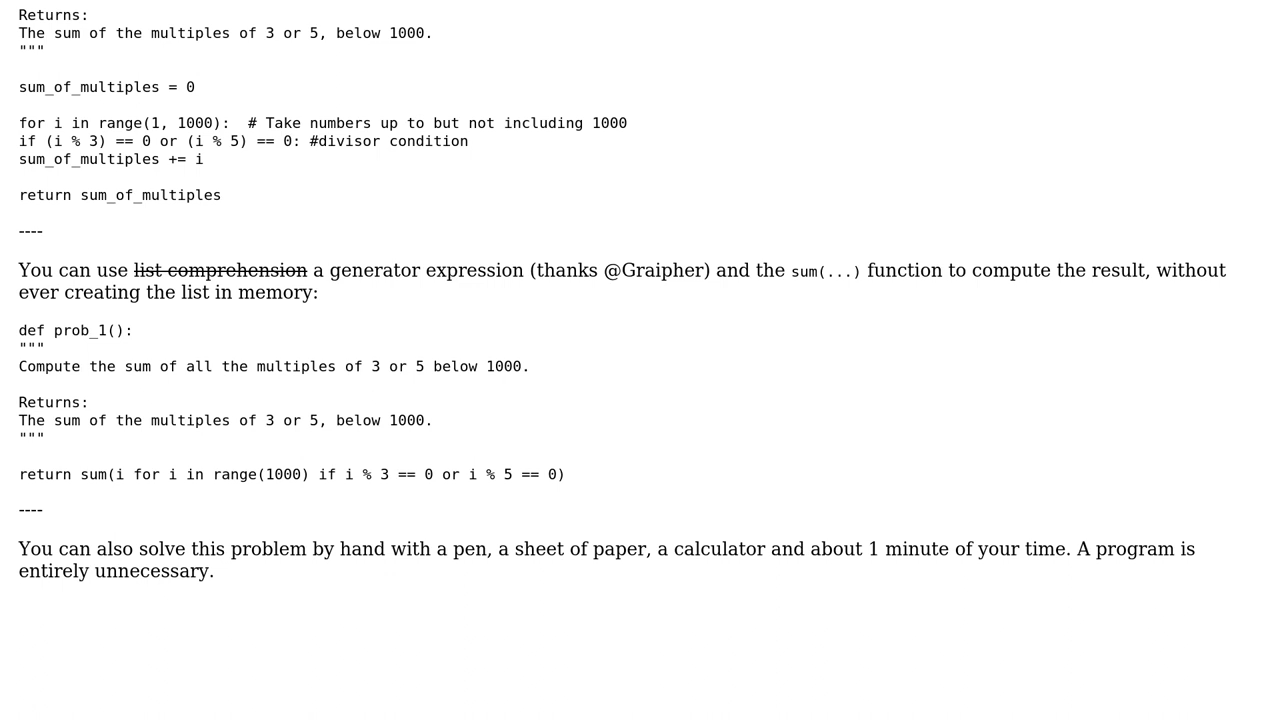 Returns:
The sum of the multiples of 3 or 5, below 1000.
"""
sum_of_multiples = 0
for i in range(1, 1000):  # Take numbers up to but not including 1000
if (i % 3) == 0 or (i % 5) == 0: #divisor condition
sum_of_multiples += i
return sum_of_multiples
----
You can use list comprehension a generator expression (thanks @Graipher) and the sum(...) function to compute the result, without
ever creating the list in memory:
def prob_1():
"""
Compute the sum of all the multiples of 3 or 5 below 1000.
Returns:
The sum of the multiples of 3 or 5, below 1000.
"""
return sum(i for i in range(1000) if i % 3 == 0 or i % 5 == 0)
----
You can also solve this problem by hand with a pen, a sheet of paper, a calculator and about 1 minute of your time. A program is
entirely unnecessary.